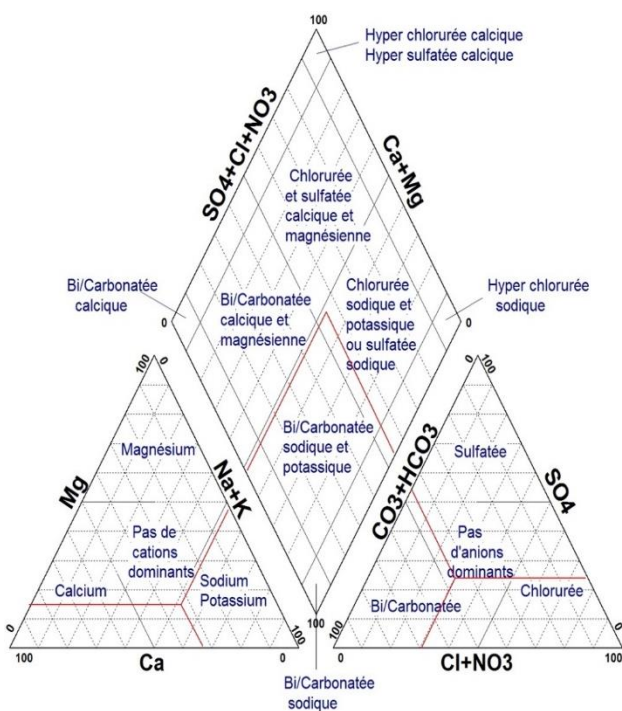 100
Hyper chlorurée calcique
Hyper sulfatée calcique
SO4+Cl+NO3
Ca+Mg
Chlorurée
et sulfatée
calcique et
magnésienne
Bi/Carbonatée
calcique
Bi/Carbonatée
calcique et
magnésienne
Chlorurée
sodique et
potassique
ou sulfatée
sodique
Hyper chlorurée
sodique
0
0
100
0
0
100
Bi/Carbonatée
sodique et
potassique
Magnésium
Sulfatée
Mg
Na+K
CO3+HCO3
SO4
Pas de
cations
dominants
Pas
d'anions
dominants
Calcium
Sodium
Potassium
Bi/Carbonatée
Chlorurée
0
100
100
0
100
Ca
0
100
0
Cl+NO3
100
Bi/Carbonatée
sodique